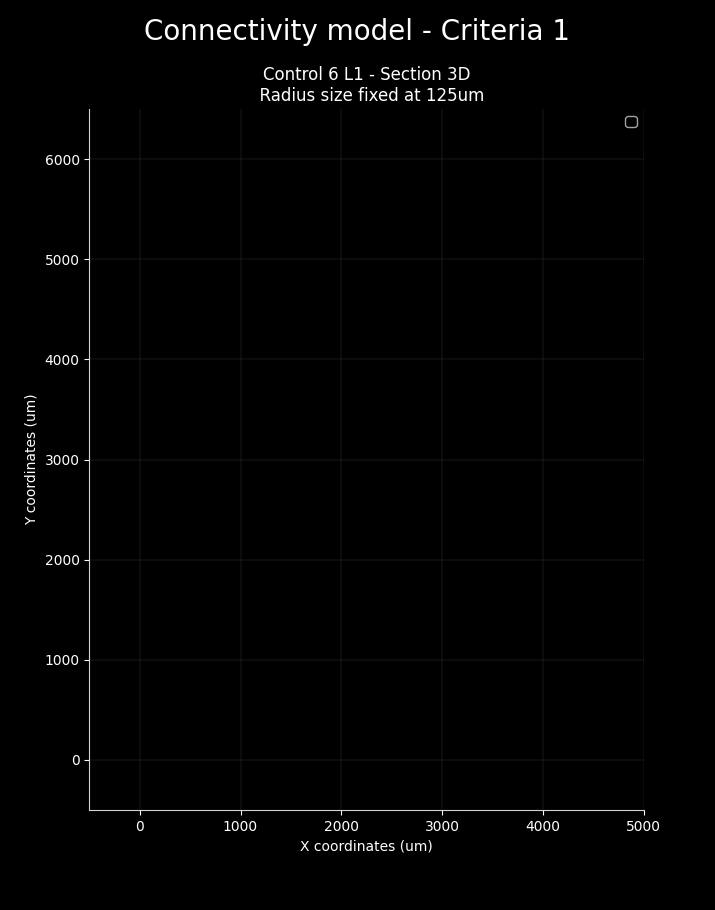 Connectivity model - Criteria 1
Control 6 L1 - Section 3D
Radius size fixed at 125um
6000
5000
4000
3000
2000
1000
0
Y coordinates (um)
0 1000 2000 3000 4000 5000
X coordinates (um)